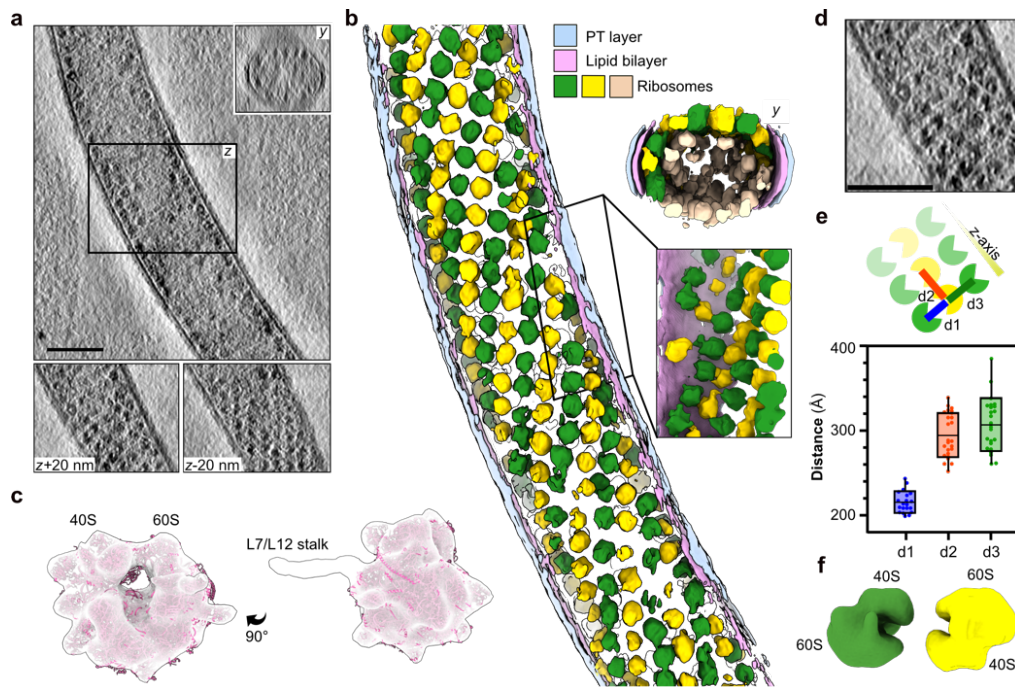 a
y
z
z+20 nm
z-20 nm
b
PT layer
Lipid bilayer
Ribosomes
y
c
40S
60S
L7/L12 stalk
90°
d
e
z-axis
d2
d3
d1
400
300
200
Distance (Å)
d1
d2
d3
f
40S
60S
60S
40S